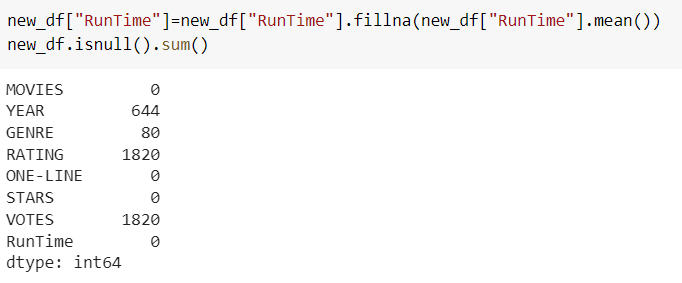 new_df["RunTime"]=new_df["RunTime"].fillna(new_df["RunTime"].mean())
new_df.isnull().sum()
MOVIES 0
YEAR 644
GENRE 80
RATING 1820
ONE-LINE 0
STARS 0
VOTES 1820
RunTime 0
dtype: int64